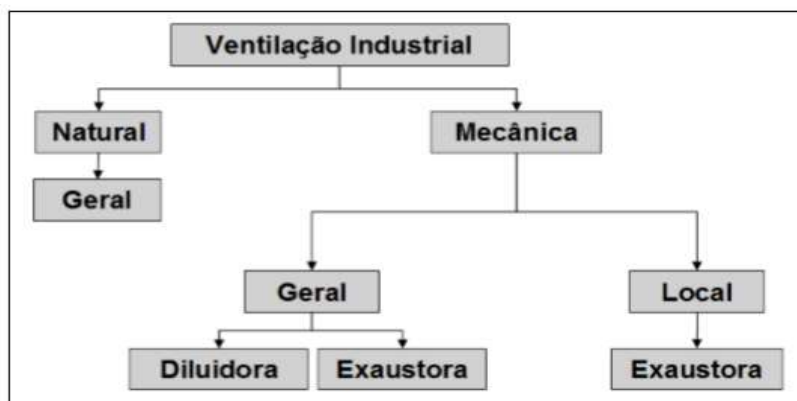 Ventilação Industrial
Natural
Mecânica
Geral
Geral
Local
Diluidora
Exaustora
Exaustora